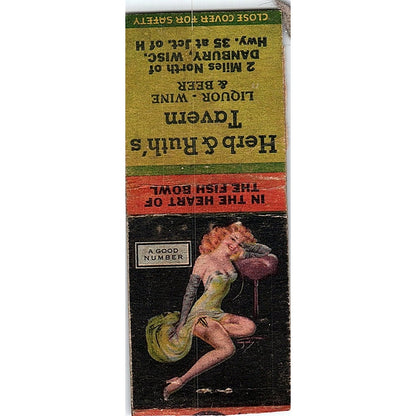 CLOSE COVER FOR SAFETY
Herb & Ruth's
Tavern
LIQUOR - WINE
& BEER
2 Miles North of
DANBURY, WISC.
Hwy. 35 at Jct. of H
IN THE HEART OF
THE FISH BOWL
A GOOD
NUMBER